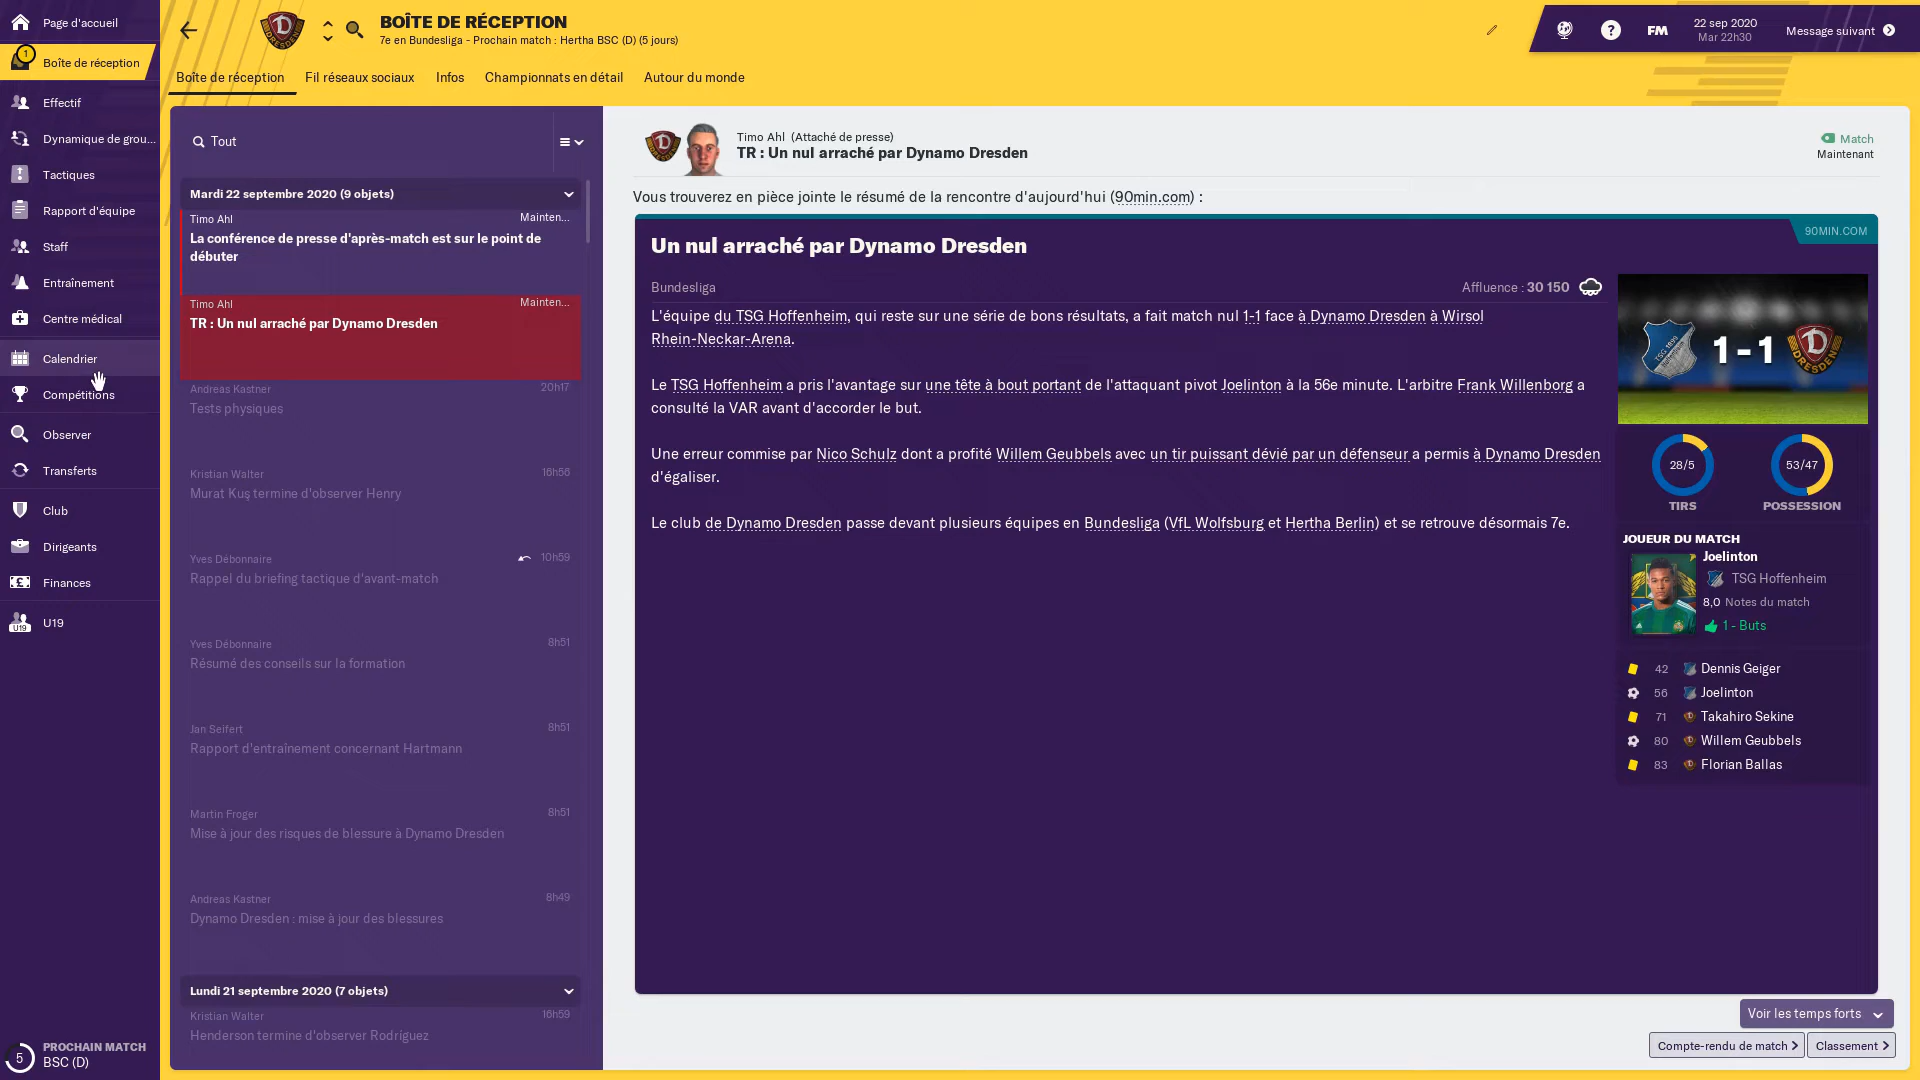 Page d'accueil
1
Boîte de réception
Effectif
Dynamique de grou...
Tactiques
Rapport d'équipe
Staff
Entraînement
Centre médical
Calendrier
Compétitions
Observer
Transferts
Club
Dirigeants
Finances
U19
U19
5
PROCHAIN MATCH
BSC (D)
BOÎTE DE RÉCEPTION
7e en Bundesliga - Prochain match : Hertha BSC (D) (5 jours)
Boîte de réception
Fil réseaux sociaux
Infos
Championnats en détail
Autour du monde
?
FM
22 sep 2020
Mar 22h30
Message suivant
Tout
Mardi 22 septembre 2020 (9 objets)
Timo Ahl
Mainten...
La conférence de presse d'après-match est sur le point de
débuter
Timo Ahl
Mainten...
TR : Un nul arraché par Dynamo Dresden
Andreas Kastner
20h17
Tests physiques
Kristian Walter
16h56
Murat Kuş termine d'observer Henry
Yves Débonnaire
10h59
Rappel du briefing tactique d'avant-match
Yves Débonnaire
8h51
Résumé des conseils sur la formation
Jan Seifert
8h51
Rapport d'entraînement concernant Hartmann
Martin Froger
8h51
Mise à jour des risques de blessure à Dynamo Dresden
Andreas Kastner
8h49
Dynamo Dresden : mise à jour des blessures
Lundi 21 septembre 2020 (7 objets)
Kristian Walter
16h59
Henderson termine d'observer Rodríguez
Timo Ahl (Attaché de presse)
TR : Un nul arraché par Dynamo Dresden
Match
Maintenant
Vous trouverez en pièce jointe le résumé de la rencontre d'aujourd'hui (90min.com) :
90MIN.COM
Un nul arraché par Dynamo Dresden
Bundesliga
Affluence : 30 150
L'équipe du TSG Hoffenheim, qui reste sur une série de bons résultats, a fait match nul 1-1 face à Dynamo Dresden à Wirsol
Rhein-Neckar-Arena.
Le TSG Hoffenheim a pris l'avantage sur une tête à bout portant de l'attaquant pivot Joelinton à la 56e minute. L'arbitre Frank Willenborg a
consulté la VAR avant d'accorder le but.
Une erreur commise par Nico Schulz dont a profité Willem Geubbels avec un tir puissant dévié par un défenseur a permis à Dynamo Dresden
d'égaliser.
Le club de Dynamo Dresden passe devant plusieurs équipes en Bundesliga (VfL Wolfsburg et Hertha Berlin) et se retrouve désormais 7e.
1 - 1
28/5
TIRS
53/47
POSSESSION
JOUEUR DU MATCH
Joelinton
TSG Hoffenheim
8,0 Notes du match
1 - Buts
42 Dennis Geiger
56 Joelinton
71 Takahiro Sekine
80 Willem Geubbels
83 Florian Ballas
Voir les temps forts
Compte-rendu de match
Classement